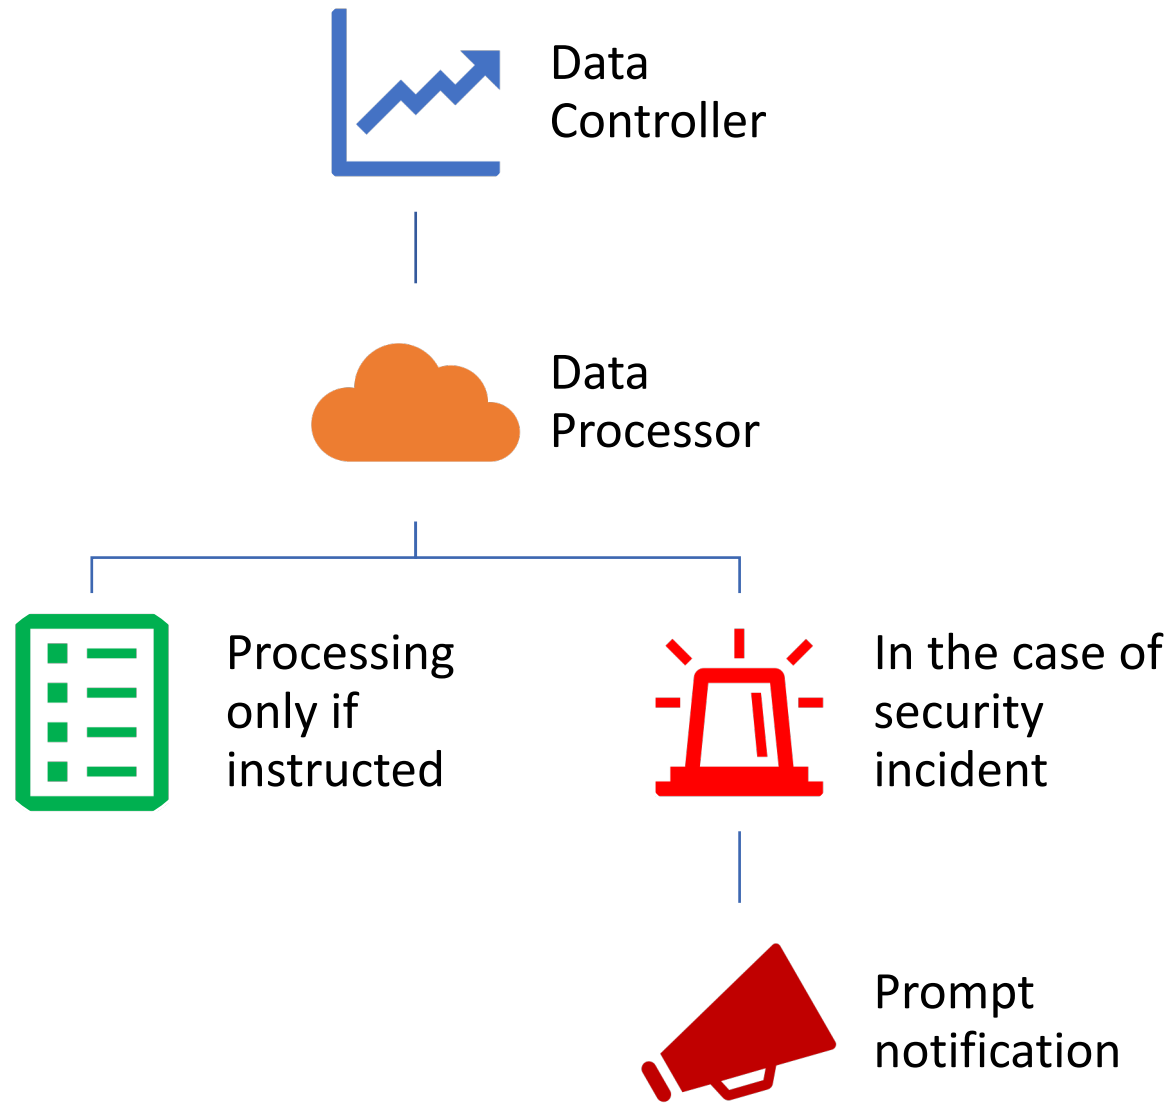 Data
Controller
Data
Processor
Processing
only if
instructed
In the case of
security
incident
Prompt
notification